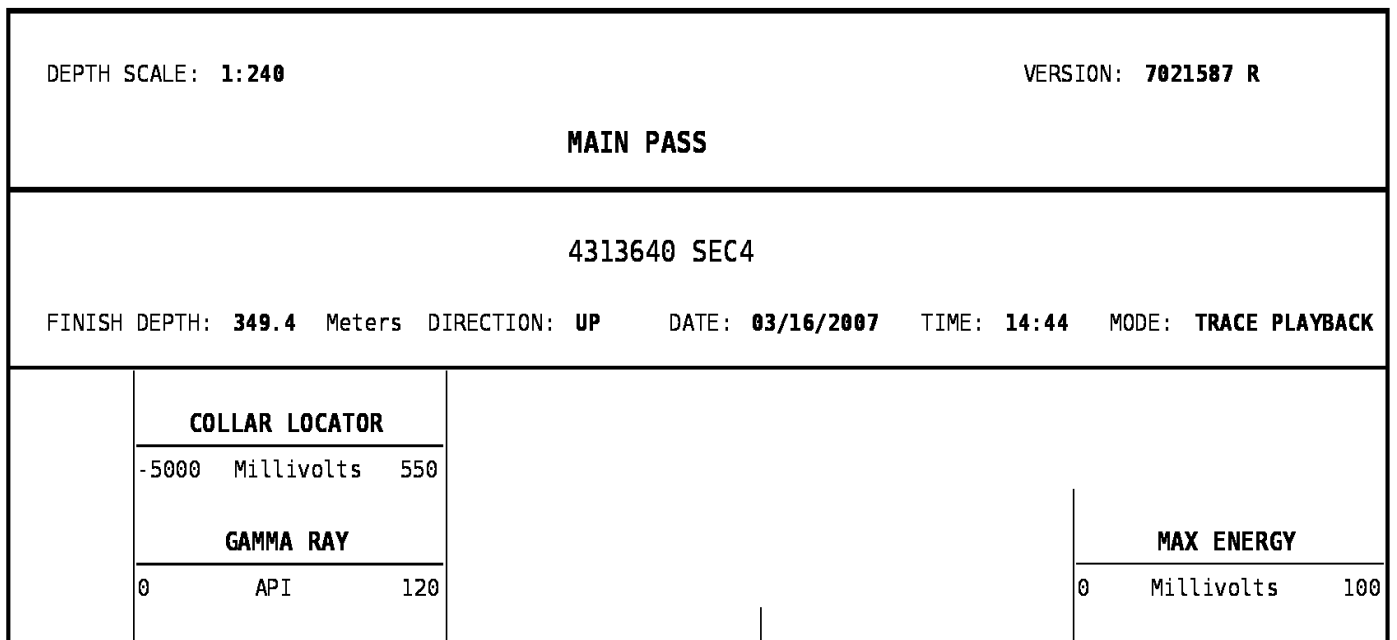 DEPTH SCALE: 1:240 VERSION: 7021587 R
MAIN PASS
4313640 SEC4
FINISH DEPTH: 349.4 Meters DIRECTION: UP DATE: 03/16/2007 TIME: 14:44 MODE: TRACE PLAYBACK
COLLAR LOCATOR
-5000 Millivolts 550
GAMMA RAY
0 API 120
MAX ENERGY
0 Millivolts 100